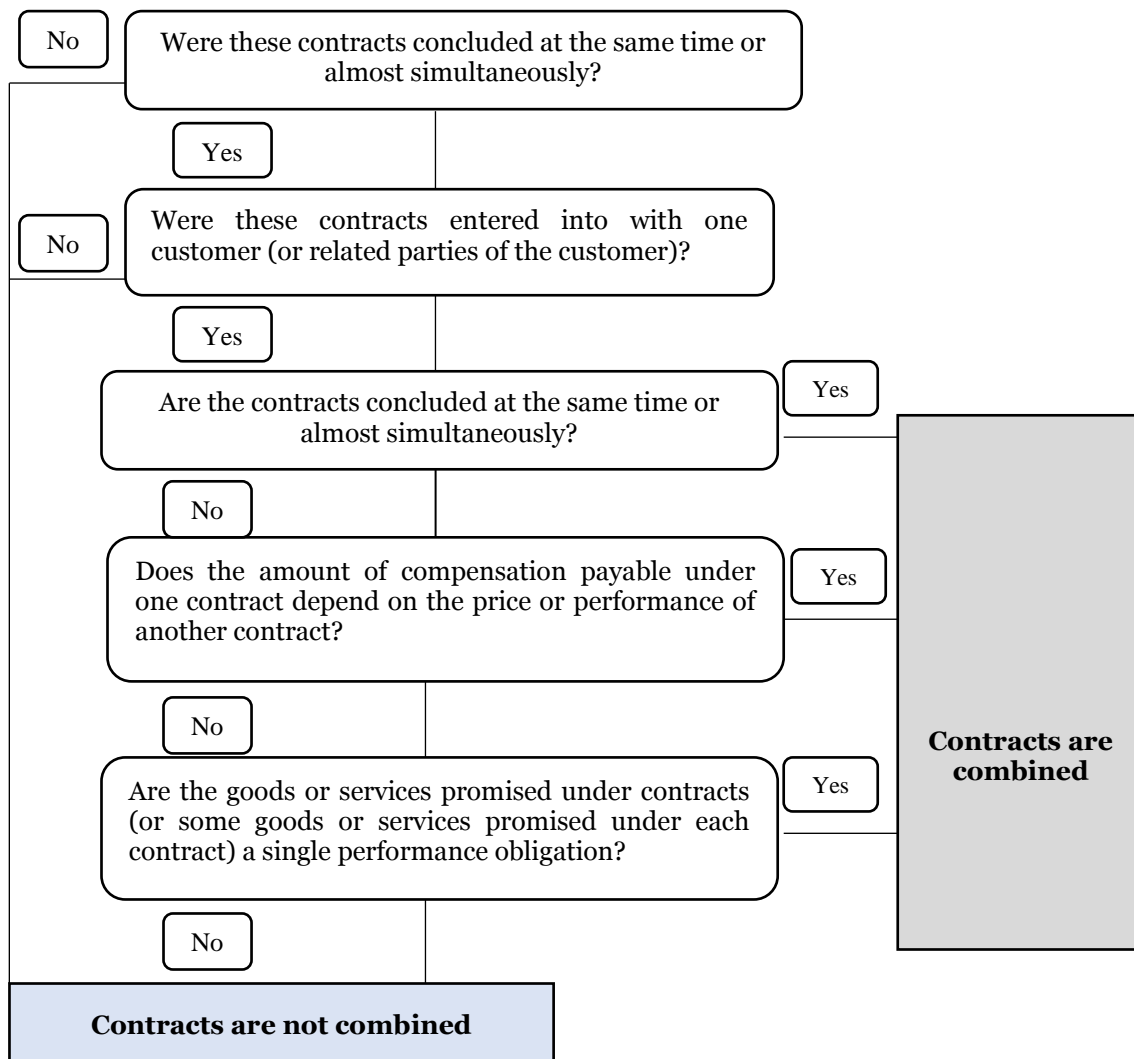 No
Were these contracts concluded at the same time or
almost simultaneously?
Yes
No
Were these contracts entered into with one
customer (or related parties of the customer)?
Yes
Are the contracts concluded at the same time or
almost simultaneously?
Yes
No
Does the amount of compensation payable under
one contract depend on the price or performance of
another contract?
Yes
No
Are the goods or services promised under contracts
(or some goods or services promised under each
contract) a single performance obligation?
Yes
No
Contracts are
combined
Contracts are not combined